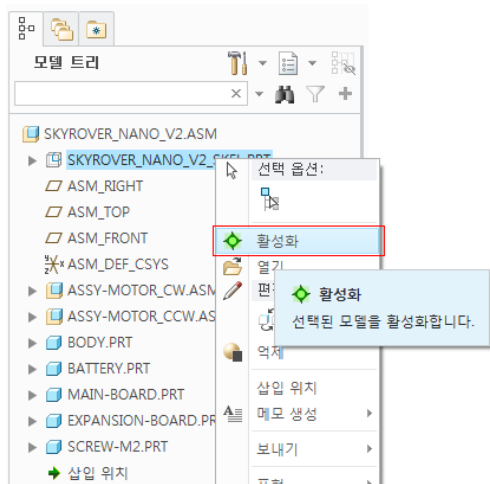 모델 트리
SKYROVER_NANO_V2.ASM
SKYROVER_NANO_V2_SKEL.PRT
선택 옵션:
ASM_RIGHT
ASM_TOP
ASM_FRONT
활성화
ASM_DEF_CSYS
열기
ASSY-MOTOR_CW.ASM
활성화
ASSY-MOTOR_CCW.AS
선택된 모델을 활성화합니다.
BODY.PRT
억제
BATTERY.PRT
MAIN-BOARD.PRT
삽입 위치
EXPANSION-BOARD.PR
메모 생성
SCREW-M2.PRT
보내기
삽입 위치